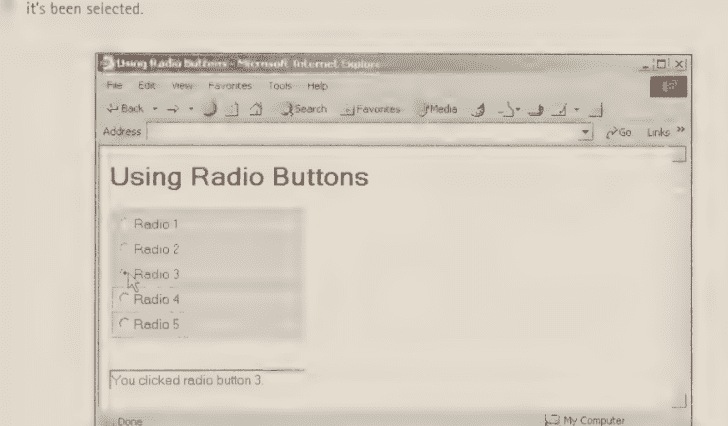 it's been selected.
Using Radio Buttons - Microsoft Internet Explorer
File Edit View Favorites Tools Help
Back Search Favorites Media
Address Go Links »
Using Radio Buttons
Radio 1
Radio 2
Radio 3
Radio 4
Radio 5
You clicked radio button 3.
Done My Computer